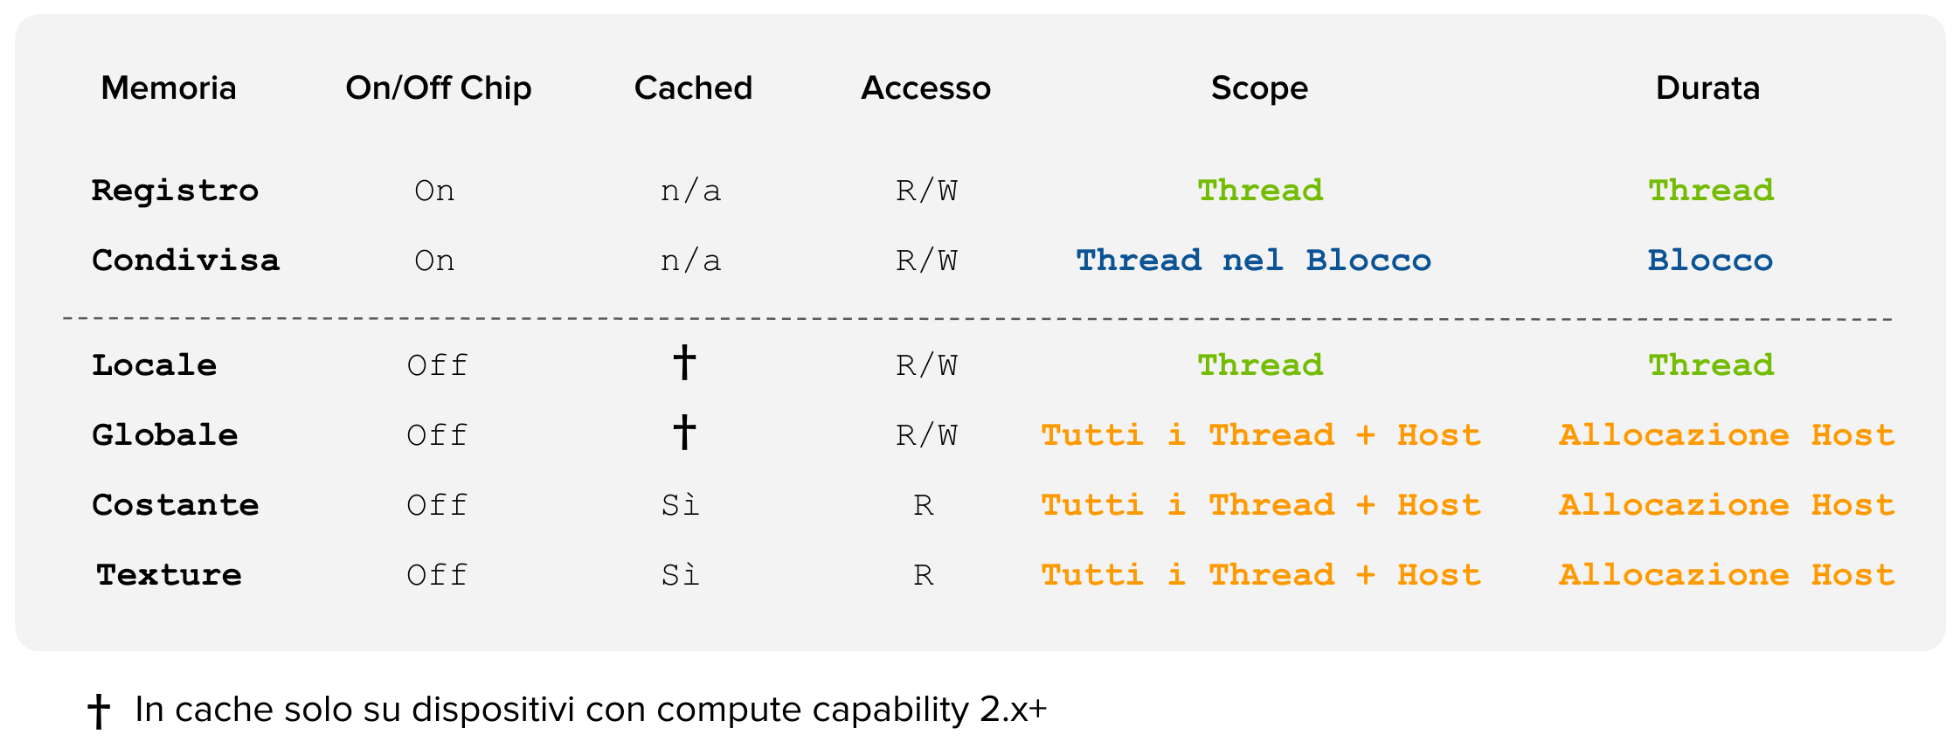 Memoria On/Off Chip Cached Accesso Scope Durata
Registro On n/a R/W Thread Thread
Condivisa On n/a R/W Thread nel Blocco Blocco
Locale Off † R/W Thread Thread
Globale Off † R/W Tutti i Thread + Host Allocazione Host
Costante Off Sì R Tutti i Thread + Host Allocazione Host
Texture Off Sì R Tutti i Thread + Host Allocazione Host
† In cache solo su dispositivi con compute capability 2.x+